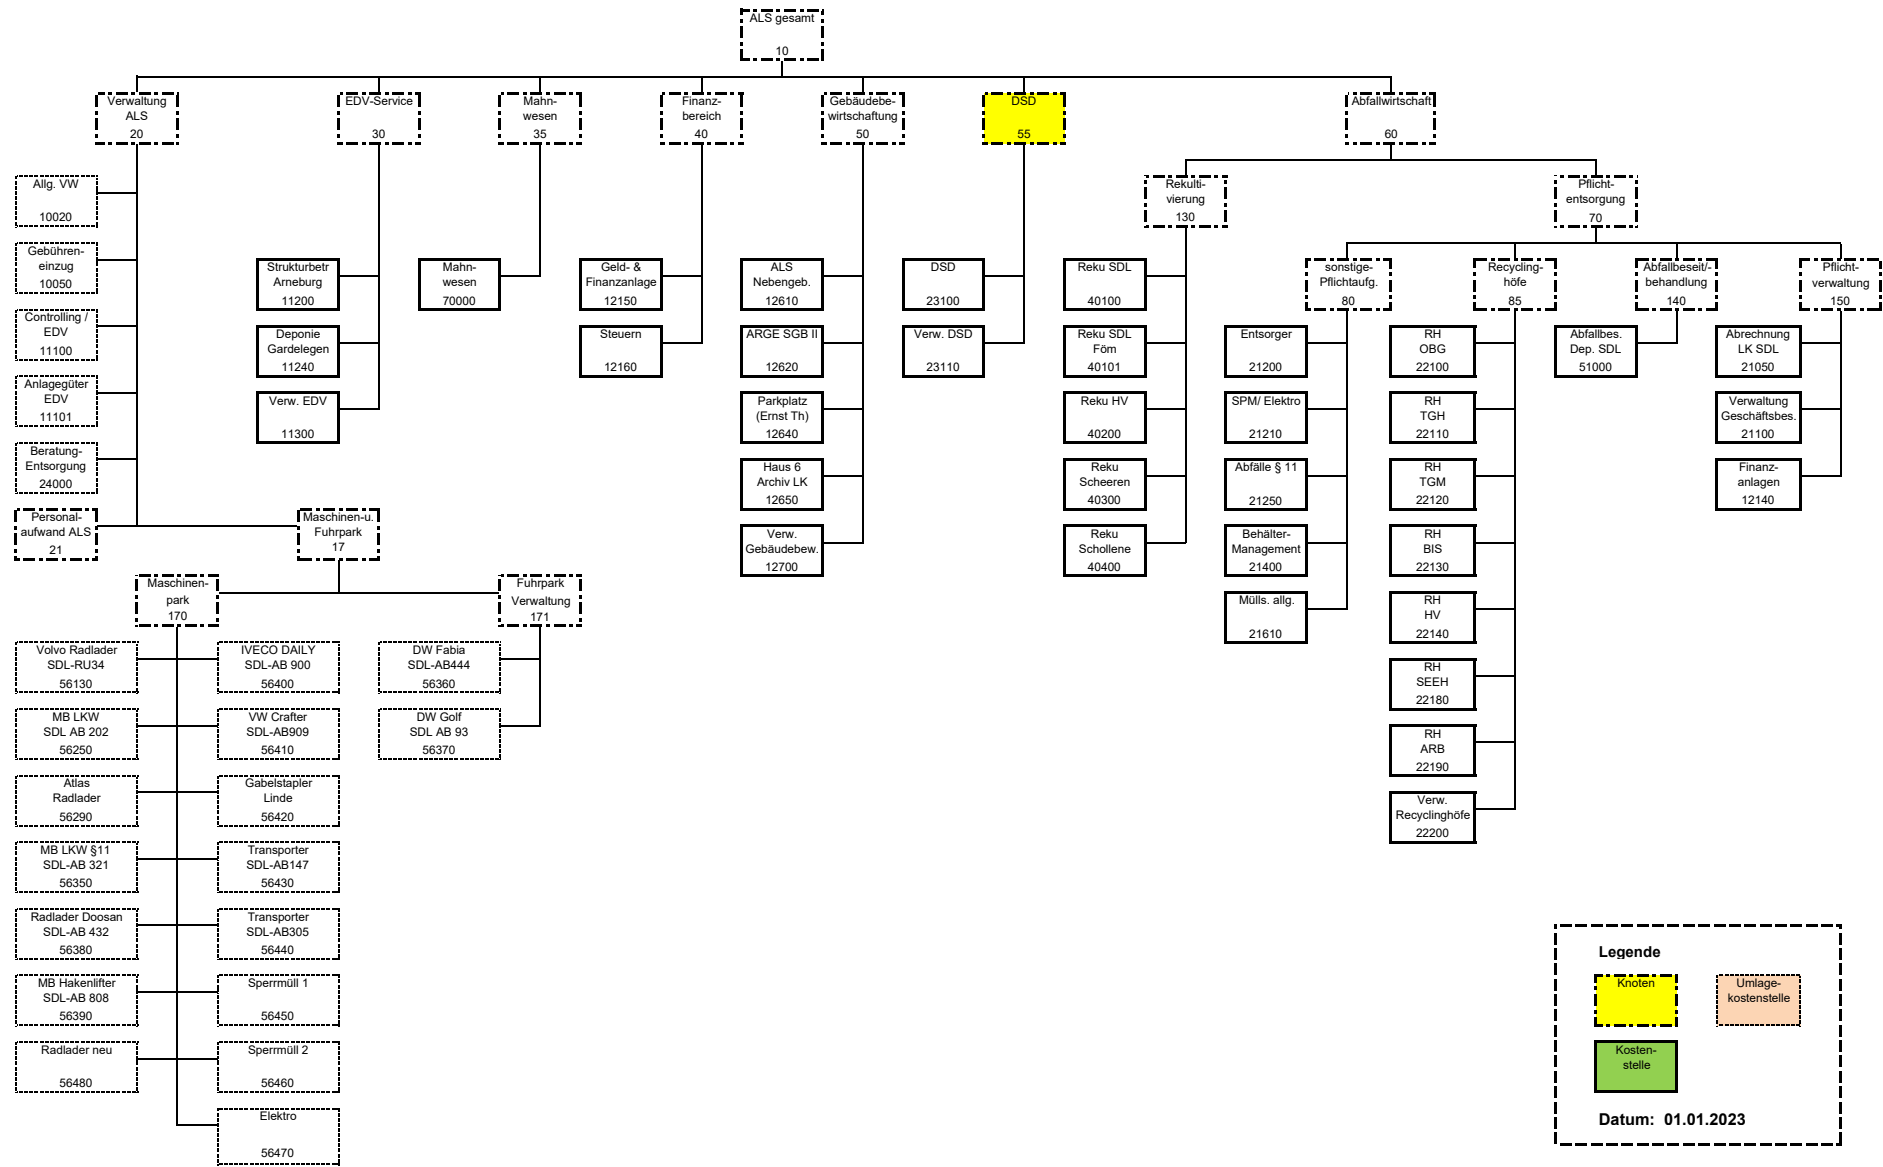 ALS gesamt
10
Verwaltung
ALS
20
EDV-Service
30
Mahn-
wesen
35
Finanz-
bereich
40
Gebäudebe-
wirtschaftung
50
DSD
55
Abfallwirtschaft
60
Allg. VW
10020
Gebühren-
einzug
10050
Controlling /
EDV
11100
Anlagegüter
EDV
11101
Beratung-
Entsorgung
24000
Personal-
aufwand ALS
21
Maschinen-u.
Fuhrpark
17
Strukturbetr
Arneburg
11200
Deponie
Gardelegen
11240
Verw. EDV
11300
Mahn-
wesen
70000
Geld- &
Finanzanlage
12150
Steuern
12160
ALS
Nebengeb.
12610
ARGE SGB II
12620
Parkplatz
(Ernst Th)
12640
Haus 6
Archiv LK
12650
Verw.
Gebäudebew.
12700
DSD
23100
Verw. DSD
23110
Rekulti-
vierung
130
Pflicht-
entsorgung
70
Reku SDL
40100
Reku SDL
Föm
40101
Reku HV
40200
Reku
Scheeren
40300
Reku
Schollene
40400
sonstige-
Pflichtaufg.
80
Recycling-
höfe
85
Abfallbeseit/-
behandlung
140
Pflicht-
verwaltung
150
Entsorger
21200
SPM/ Elektro
21210
Abfälle § 11
21250
Behälter-
Management
21400
Mülls. allg.
21610
RH
OBG
22100
RH
TGH
22110
RH
TGM
22120
RH
BIS
22130
RH
HV
22140
RH
SEEH
22180
RH
ARB
22190
Verw.
Recyclinghöfe
22200
Abfallbes.
Dep. SDL
51000
Abrechnung
LK SDL
21050
Verwaltung
Geschäftsbes.
21100
Finanz-
anlagen
12140
Maschinen-
park
170
Fuhrpark
Verwaltung
171
Volvo Radlader
SDL-RU34
56130
MB LKW
SDL AB 202
56250
Atlas
Radlader
56290
MB LKW §11
SDL-AB 321
56350
Radlader Doosan
SDL-AB 432
56380
MB Hakenlifter
SDL-AB 808
56390
Radlader neu
56480
IVECO DAILY
SDL-AB 900
56400
VW Crafter
SDL-AB909
56410
Gabelstapler
Linde
56420
Transporter
SDL-AB147
56430
Transporter
SDL-AB305
56440
Sperrmüll 1
56450
Sperrmüll 2
56460
Elektro
56470
DW Fabia
SDL-AB444
56360
DW Golf
SDL AB 93
56370
Legende
Knoten
Umlage-
kostenstelle
Kosten-
stelle
Datum: 01.01.2023